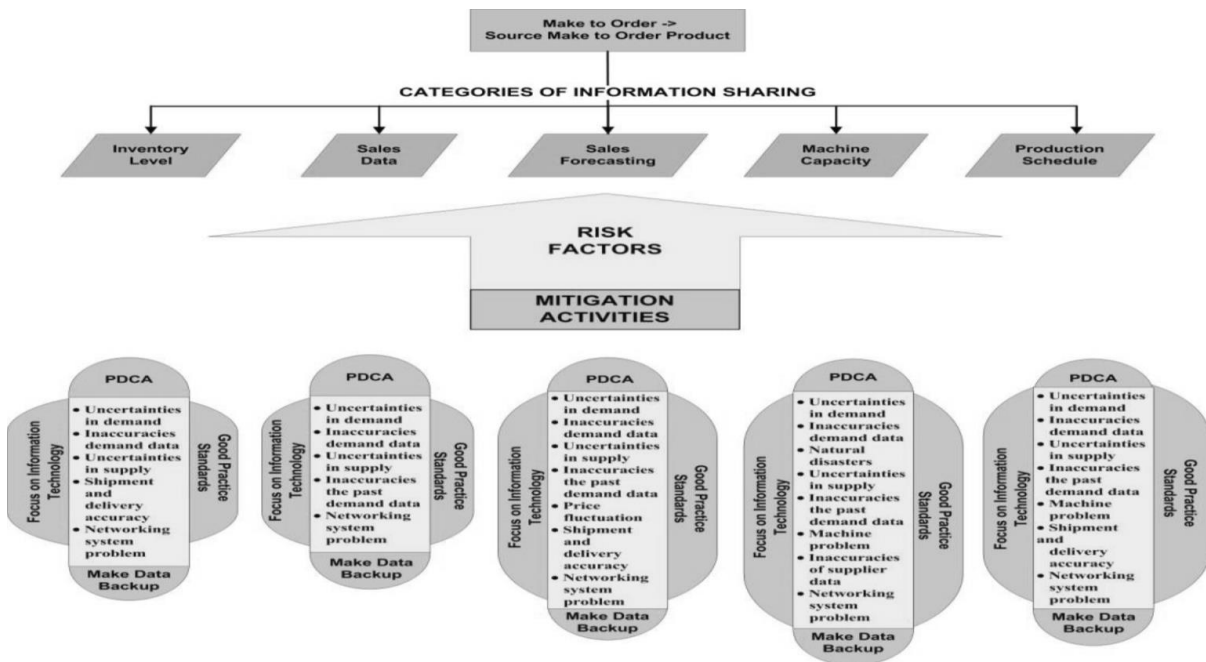 Make to Order ->
Source Make to Order Product
CATEGORIES OF INFORMATION SHARING
Inventory
Level
Sales
Data
Sales
Forecasting
Machine
Capacity
Production
Schedule
RISK
FACTORS
MITIGATION
ACTIVITIES
PDCA
Focus on Information
Technology
• Uncertainties
in demand
• Inaccuracies
demand data
• Uncertainties
in supply
• Shipment
and
delivery
accuracy
• Networking
system
problem
Good Practice
Standards
Make Data
Backup
PDCA
Focus on Information
Technology
• Uncertainties
in demand
• Inaccuracies
demand data
• Uncertainties
in supply
• Inaccuracies
the past
demand data
• Networking
system
problem
Good Practice
Standards
Make Data
Backup
PDCA
Focus on Information
Technology
• Uncertainties
in demand
• Inaccuracies
demand data
• Uncertainties
in supply
• Inaccuracies
the past
demand data
• Price
fluctuation
• Shipment
and
delivery
accuracy
• Networking
system
problem
Good Practice
Standards
Make Data
Backup
PDCA
Focus on Information
Technology
• Uncertainties
in demand
• Inaccuracies
demand data
• Natural
disasters
• Uncertainties
in supply
• Inaccuracies
the past
demand data
• Machine
problem
• Inaccuracies
of supplier
data
• Networking
system
problem
Good Practice
Standards
Make Data
Backup
PDCA
Focus on Information
Technology
• Uncertainties
in demand
• Inaccuracies
demand data
• Uncertainties
in supply
• Inaccuracies
the past
demand data
• Machine
problem
• Shipment
and
delivery
accuracy
• Networking
system
problem
Good Practice
Standards
Make Data
Backup